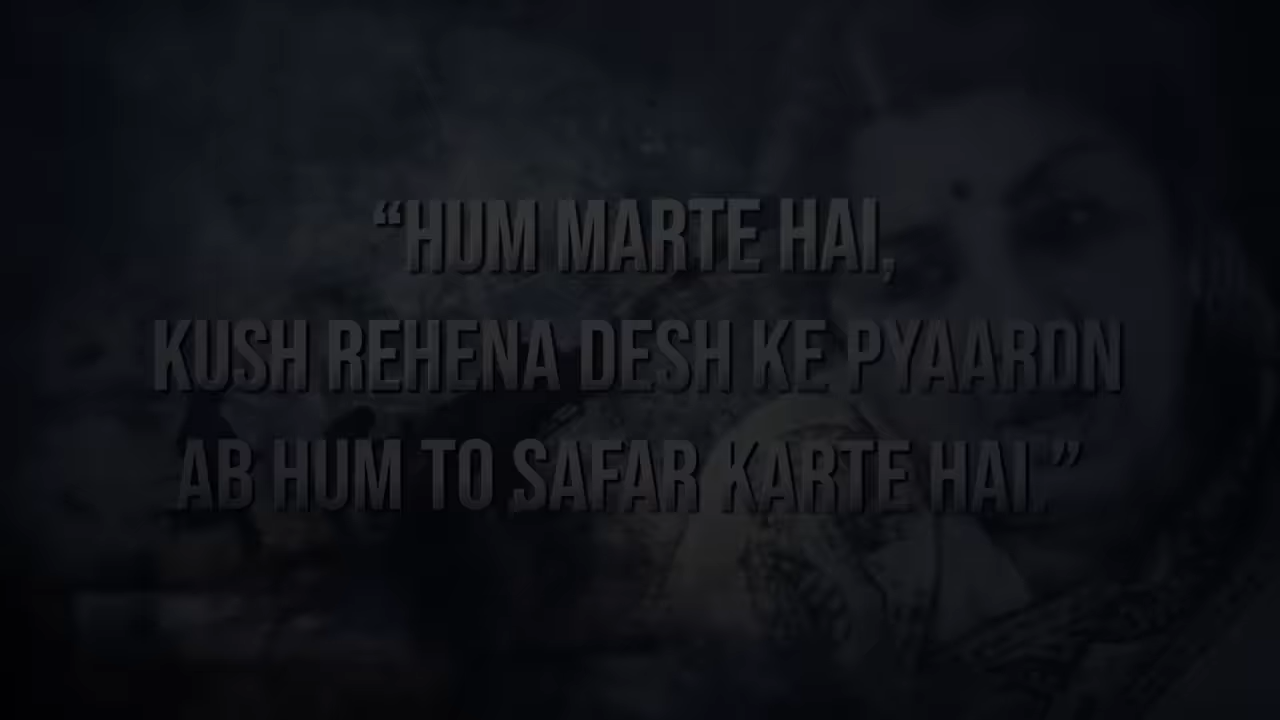 “HUM MARTE HAI,
KUSH REHENA DESH KE PYAARON
AB HUM TO SAFAR KARTE HAI.”